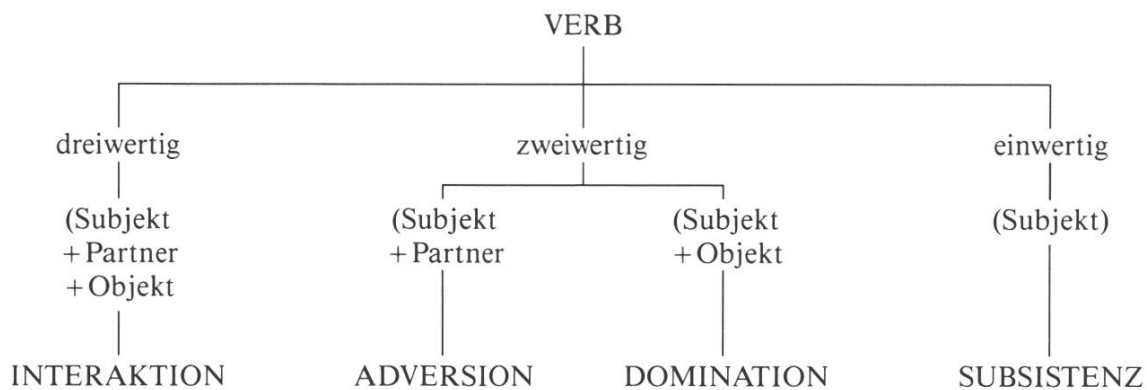 VERB
dreiwertig zweiwertig einwertig
(Subjekt (Subjekt (Subjekt (Subjekt)
+ Partner + Partner + Objekt
+ Objekt
INTERAKTION ADVERSION DOMINATION SUBSISTENZ